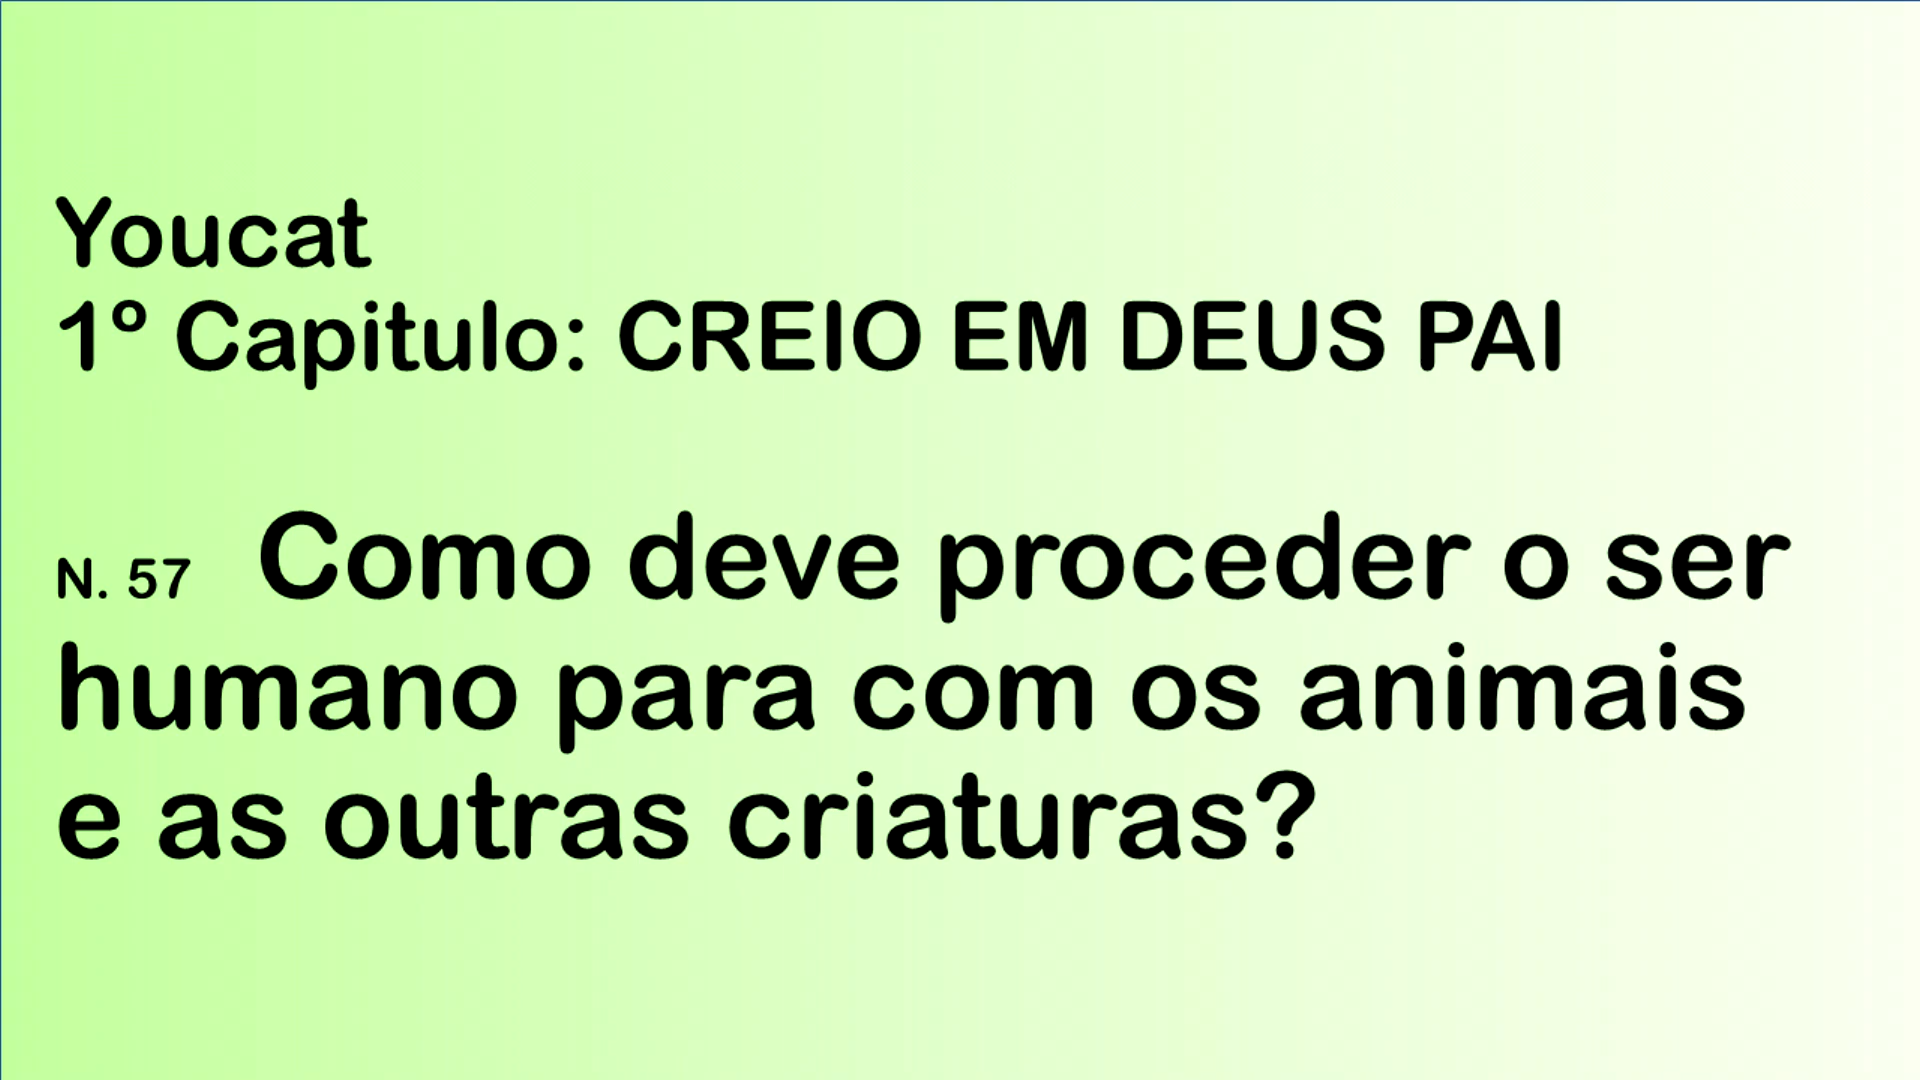 Youcat
1º Capitulo: CREIO EM DEUS PAI
N. 57 Como deve proceder o ser
humano para com os animais
e as outras criaturas?